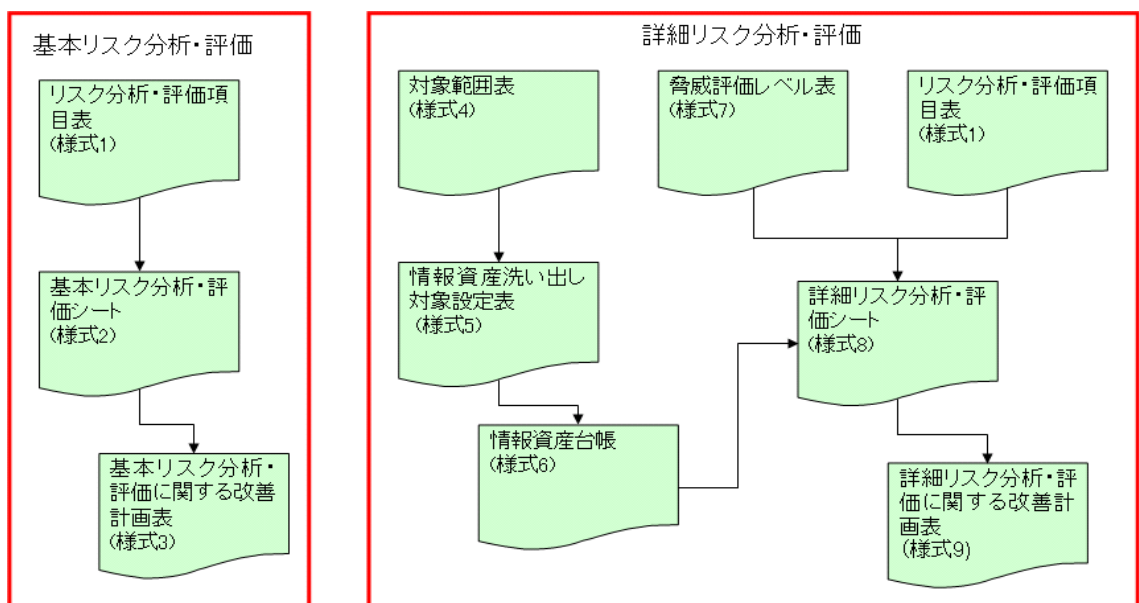 基本リスク分析・評価
リスク分析・評価項
目表
(様式1)
基本リスク分析・評
価シート
(様式2)
基本リスク分析・
評価に関する改善
計画表
(様式3)
詳細リスク分析・評価
対象範囲表
(様式4)
脅威評価レベル表
(様式7)
リスク分析・評価項
目表
(様式1)
情報資産洗い出し
対象設定表
(様式5)
詳細リスク分析・評
価シート
(様式8)
情報資産台帳
(様式6)
詳細リスク分析・評
価に関する改善計
画表
(様式9)